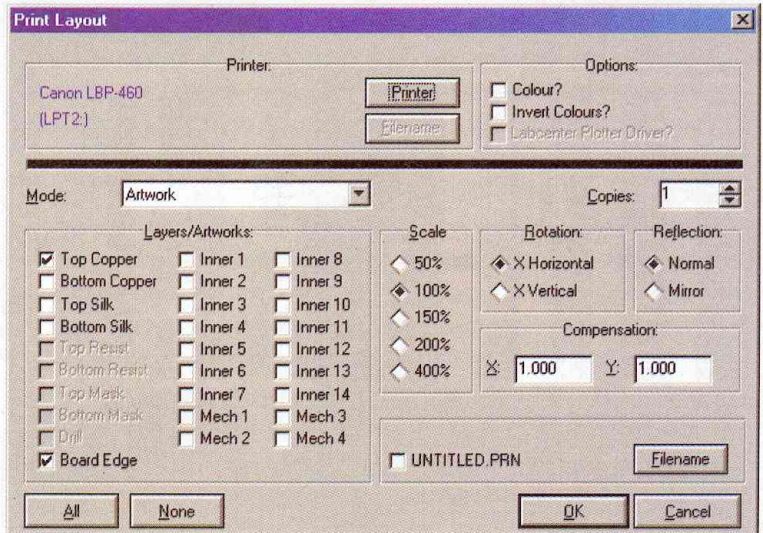 Print Layout
Printer:
Canon LBP-460
(LPT2:)
Printer
Filename
Options:
Colour?
Invert Colours?
Labcenter Plotter Driver?
Mode:
Artwork
Copies:
1
Layers/Artworks:
Top Copper
Bottom Copper
Top Silk
Bottom Silk
Top Resist
Bottom Resist
Top Mask
Bottom Mask
Drill
Board Edge
Inner 1
Inner 2
Inner 3
Inner 4
Inner 5
Inner 6
Inner 7
Mech 1
Mech 2
Inner 8
Inner 9
Inner 10
Inner 11
Inner 12
Inner 13
Inner 14
Mech 3
Mech 4
Scale
50%
100%
150%
200%
400%
Rotation:
X Horizontal
X Vertical
Reflection:
Normal
Mirror
Compensation:
X: 1.000 Y: 1.000
UNTITLED.PRN
Filename
All
None
OK
Cancel